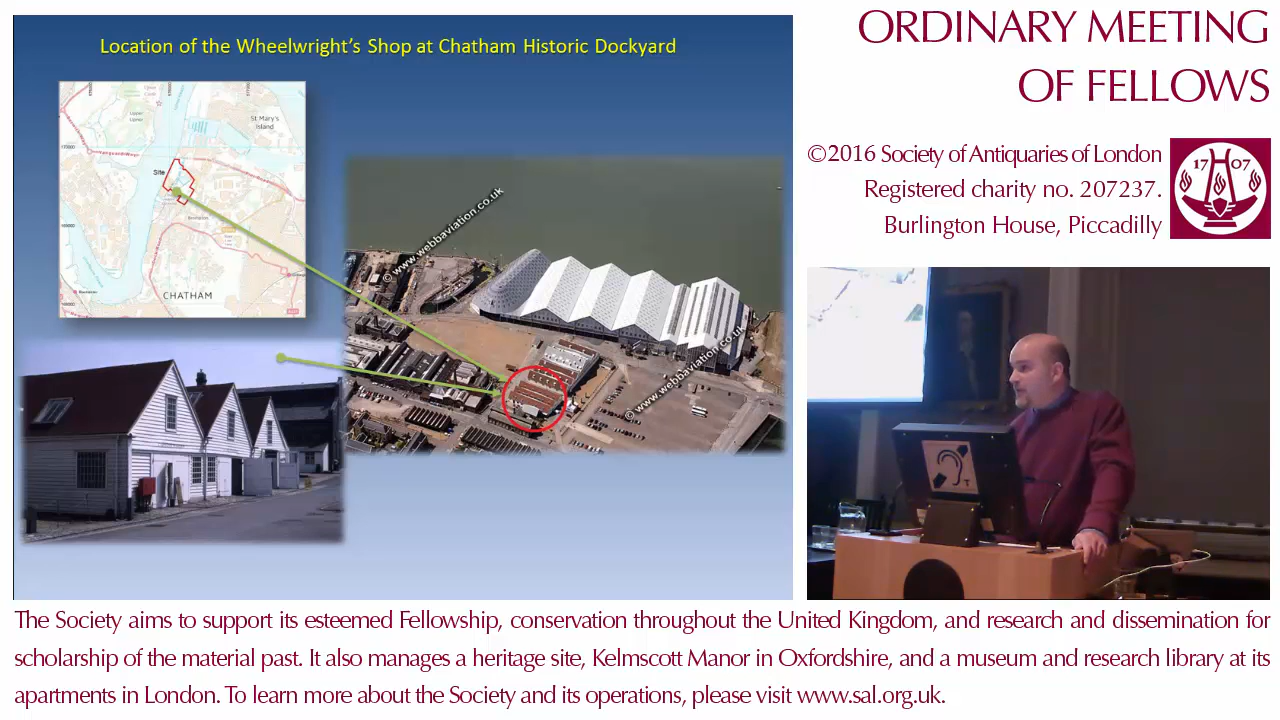 Location of the Wheelwright's Shop at Chatham Historic Dockyard
St Mary's
Island
Site
CHATHAM
© www.webbaviation.co.uk
© www.webbaviation.co.uk
ORDINARY MEETING
OF FELLOWS
©2016 Society of Antiquaries of London
Registered charity no. 207237.
Burlington House, Piccadilly
17 07
T
The Society aims to support its esteemed Fellowship, conservation throughout the United Kingdom, and research and dissemination for
scholarship of the material past. It also manages a heritage site, Kelmscott Manor in Oxfordshire, and a museum and research library at its
apartments in London. To learn more about the Society and its operations, please visit www.sal.org.uk.